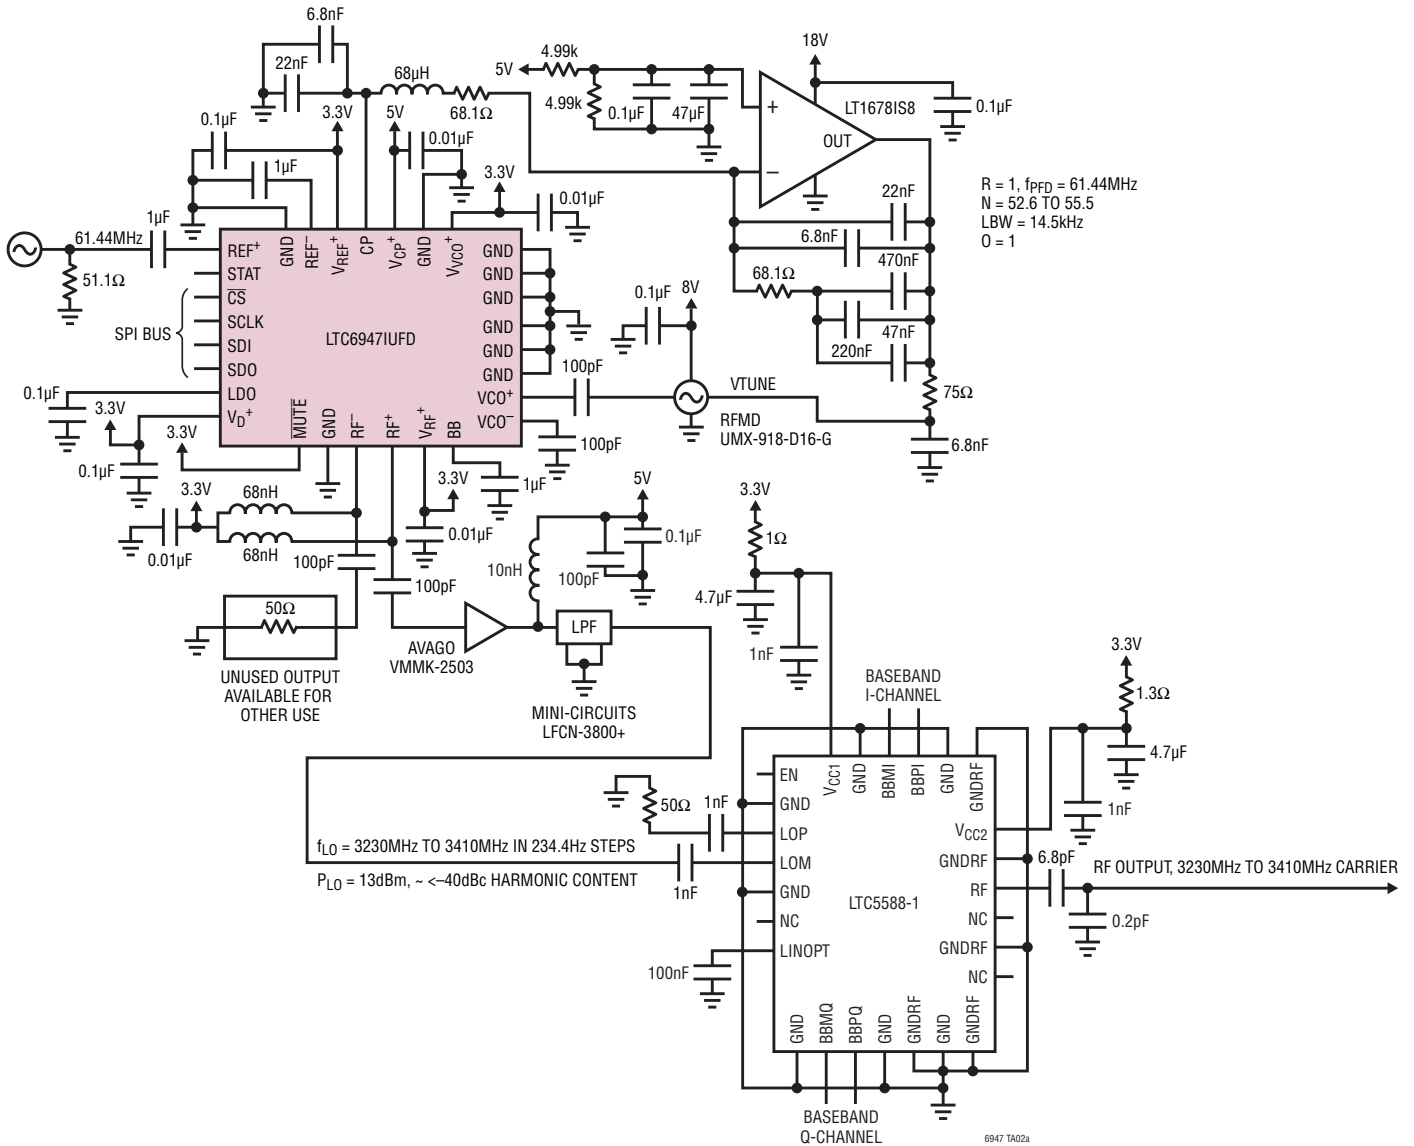 6.8nF
22nF
68µH
68.1Ω
0.1µF
3.3V
5V
0.01µF
1µF
3.3V
0.01µF
1µF
61.44MHz
51.1Ω
5V
4.99k
4.99k
0.1µF
47µF
18V
LT1678IS8
0.1µF
+
OUT
–
22nF
6.8nF
470nF
68.1Ω
47nF
220nF
75Ω
6.8nF
R = 1, fPFD = 61.44MHz
N = 52.6 TO 55.5
LBW = 14.5kHz
O = 1
REF+
GND
REF–
VREF+
CP
VCP+
GND
VVCO+
GND
STAT
GND
CS
GND
SCLK
GND
SDI
GND
SDO
GND
LDO
VCO+
VD+
VCO–
MUTE
GND
RF–
RF+
VRF+
BB
LTC6947IUFD
SPI BUS
0.1µF
3.3V
0.1µF
3.3V
0.1µF
8V
100pF
VTUNE
RFMD
UMX-918-D16-G
100pF
3.3V
68nH
68nH
0.01µF
100pF
100pF
3.3V
1µF
0.01µF
5V
0.1µF
100pF
10nH
50Ω
UNUSED OUTPUT
AVAILABLE FOR
OTHER USE
AVAGO
VMMK-2503
LPF
MINI-CIRCUITS
LFCN-3800+
3.3V
1Ω
4.7µF
1nF
BASEBAND
I-CHANNEL
3.3V
1.3Ω
4.7µF
1nF
50Ω
1nF
fLO = 3230MHz TO 3410MHz IN 234.4Hz STEPS
PLO = 13dBm, ~ <–40dBc HARMONIC CONTENT
1nF
100nF
EN
VCC1
GND
BBMI
BBPI
GND
GNDRF
GND
LOP
VCC2
LOM
GNDRF
GND
RF
NC
NC
LINOPT
GNDRF
NC
LTC5588-1
GND
BBMQ
BBPQ
GND
GNDRF
GND
GNDRF
6.8pF
RF OUTPUT, 3230MHz TO 3410MHz CARRIER
0.2pF
BASEBAND
Q-CHANNEL
6947 TA02a